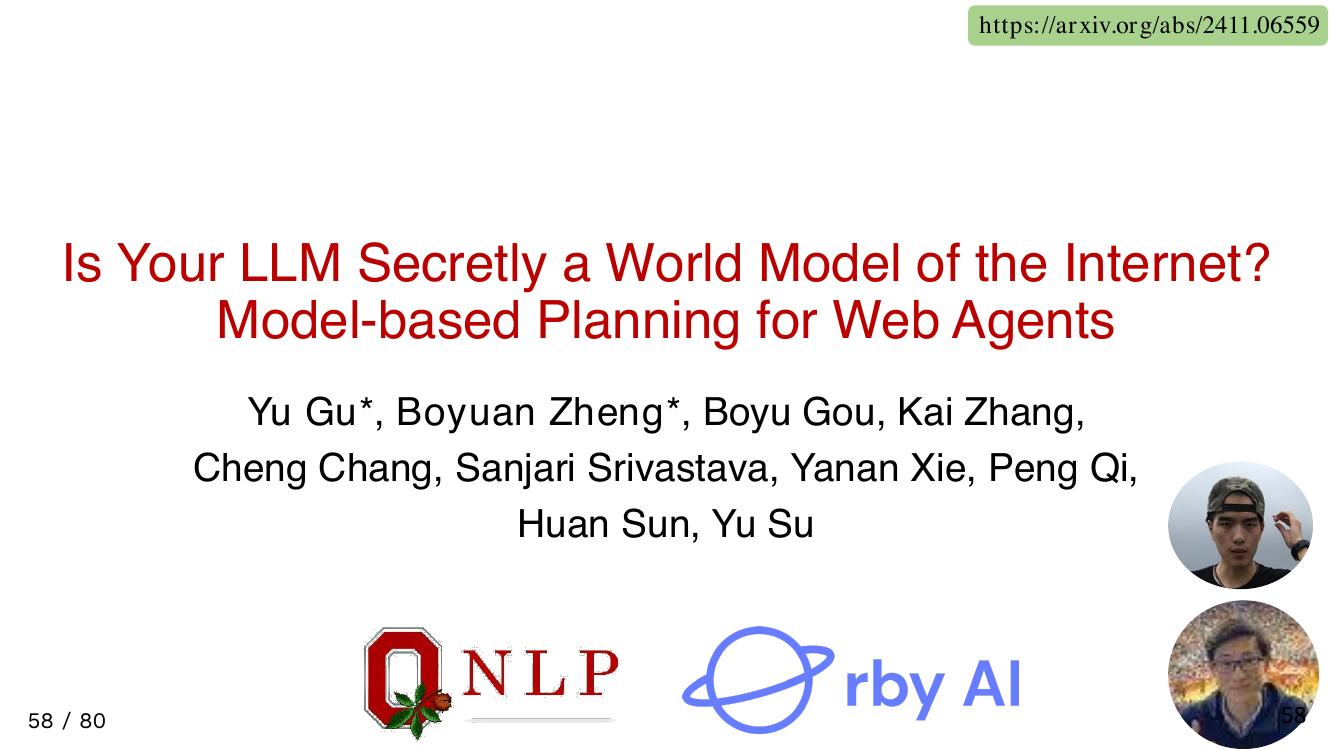 https://arxiv.org/abs/2411.06559
Is Your LLM Secretly a World Model of the Internet?
Model-based Planning for Web Agents
Yu Gu*, Boyuan Zheng*, Boyu Gou, Kai Zhang,
Cheng Chang, Sanjari Srivastava, Yanan Xie, Peng Qi,
Huan Sun, Yu Su
O NLP
Orby AI
58 / 80
58